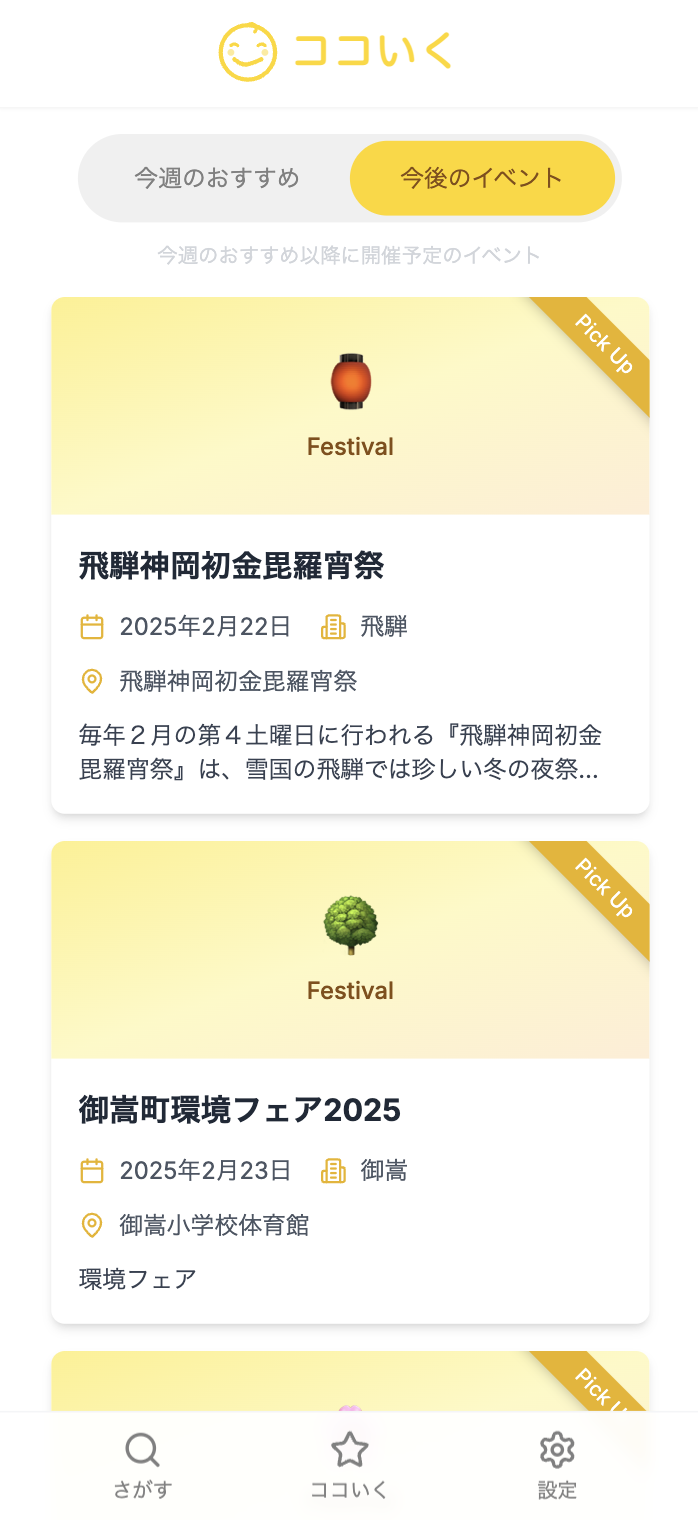 ココいく
今週のおすすめ
今後のイベント
今週のおすすめ以降に開催予定のイベント
Pick Up
Festival
飛騨神岡初金毘羅宵祭
2025年2月22日 飛騨
飛騨神岡初金毘羅宵祭
毎年２月の第４土曜日に行われる『飛騨神岡初金
毘羅宵祭』は、雪国の飛騨では珍しい冬の夜祭...
Pick Up
Festival
御嵩町環境フェア2025
2025年2月23日 御嵩
御嵩小学校体育館
環境フェア
Pick Up
さがす
ココいく
設定